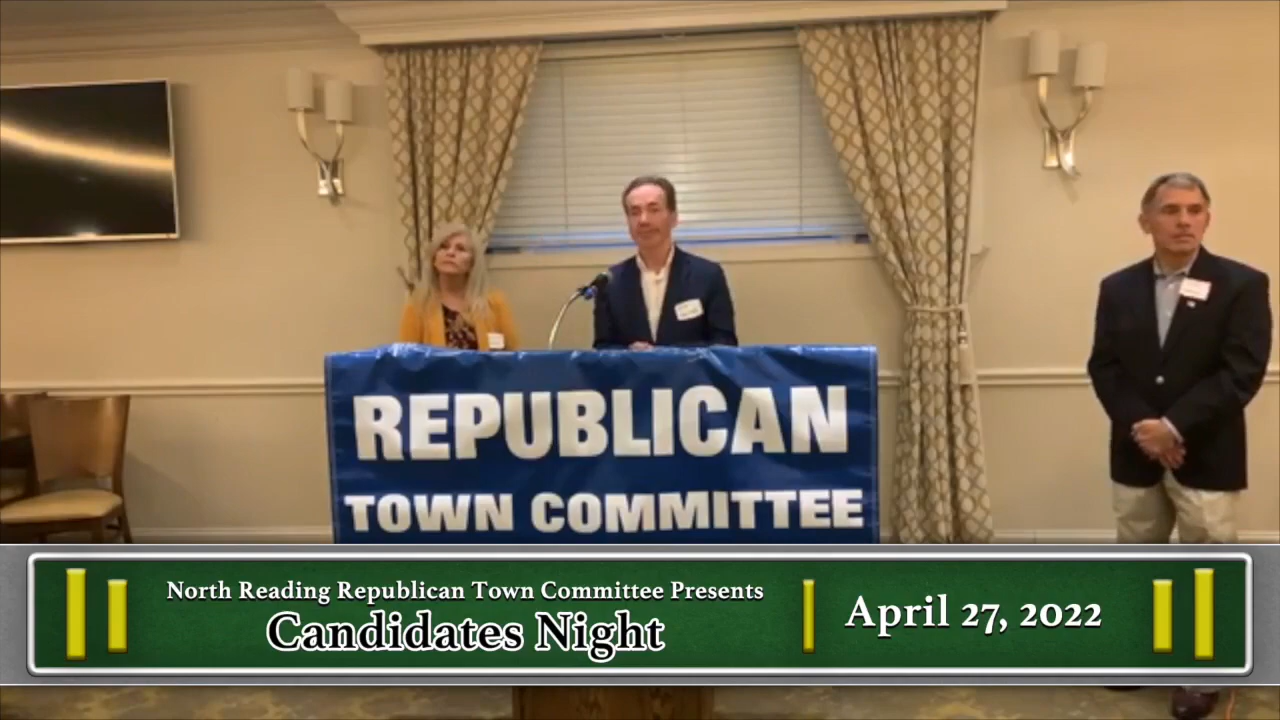 REPUBLICAN
TOWN COMMITTEE
North Reading Republican Town Committee Presents
Candidates Night
April 27, 2022